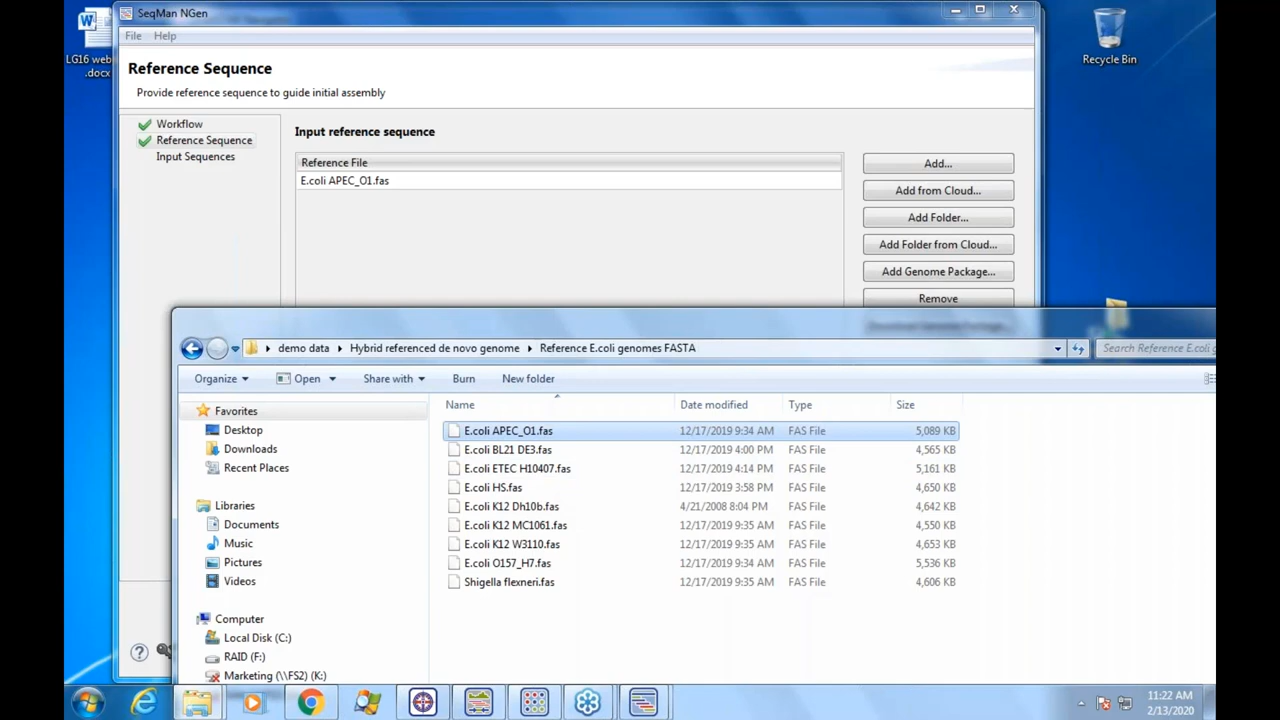 SeqMan NGen
File Help
Reference Sequence
Provide reference sequence to guide initial assembly
Workflow
Reference Sequence
Input Sequences
Input reference sequence
Reference File
E.coli APEC_O1.fas
Add...
Add from Cloud...
Add Folder...
Add Folder from Cloud...
Add Genome Package...
Remove
LG16 web
.docx
Recycle Bin
demo data Hybrid referenced de novo genome Reference E.coli genomes FASTA
Search Reference E.coli g
Organize Open Share with Burn New folder
Name Date modified Type Size
E.coli APEC_O1.fas 12/17/2019 9:34 AM FAS File 5,089 KB
E.coli BL21 DE3.fas 12/17/2019 4:00 PM FAS File 4,565 KB
E.coli ETEC H10407.fas 12/17/2019 4:14 PM FAS File 5,161 KB
E.coli HS.fas 12/17/2019 3:58 PM FAS File 4,650 KB
E.coli K12 Dh10b.fas 4/21/2008 8:04 PM FAS File 4,642 KB
E.coli K12 MC1061.fas 12/17/2019 9:35 AM FAS File 4,550 KB
E.coli K12 W3110.fas 12/17/2019 9:35 AM FAS File 4,653 KB
E.coli O157_H7.fas 12/17/2019 9:34 AM FAS File 5,536 KB
Shigella flexneri.fas 12/17/2019 9:35 AM FAS File 4,606 KB
Favorites
Desktop
Downloads
Recent Places
Libraries
Documents
Music
Pictures
Videos
Computer
Local Disk (C:)
RAID (F:)
Marketing (\\FS2) (K:)
11:22 AM
2/13/2020